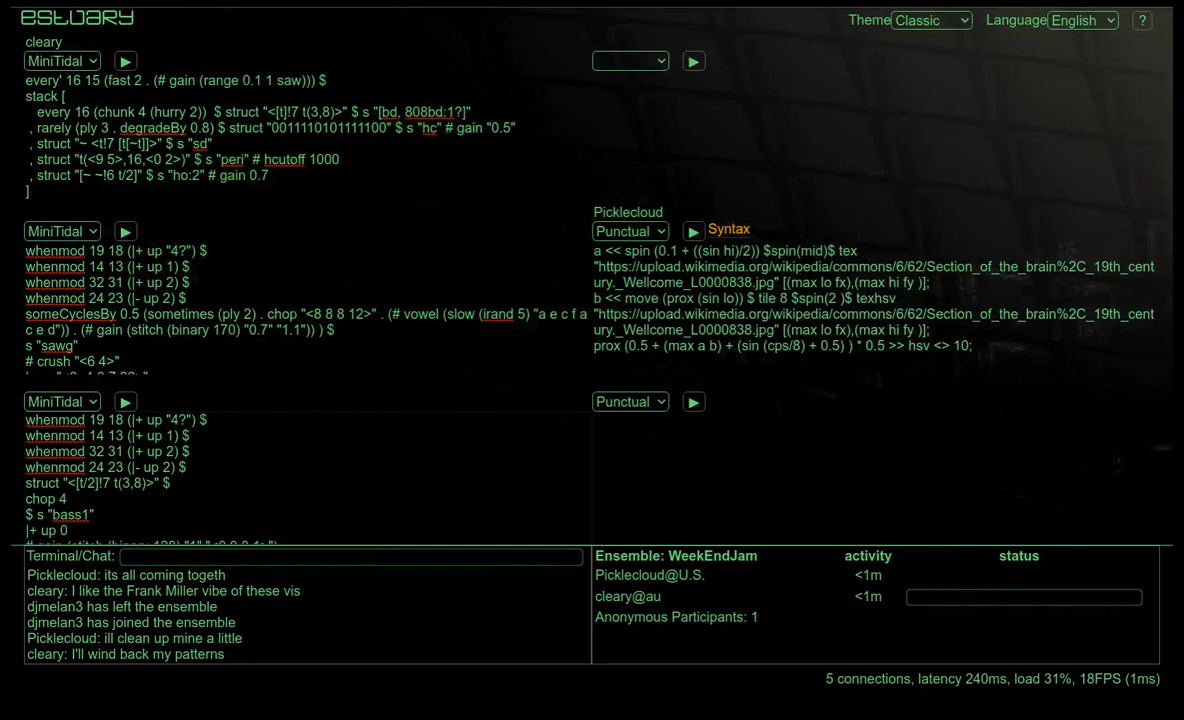 estuary
Theme Classic Language English ?
cleary
MiniTidal
every' 16 15 (fast 2 . (# gain (range 0.1 1 saw))) $
stack [
every 16 (chunk 4 (hurry 2)) $ struct "<[t]!7 t(3,8)>" $ s "[bd, 808bd:1?]"
, rarely (ply 3 . degradeBy 0.8) $ struct "0011110101111100" $ s "hc" # gain "0.5"
, struct "~ <t!7 [t[~t]]>" $ s "sd"
, struct "t(<9 5>,16,<0 2>)" $ s "peri" # hcutoff 1000
, struct "[~ ~!6 t/2]" $ s "ho:2" # gain 0.7
]
MiniTidal
whenmod 19 18 (|+ up "4?") $
whenmod 14 13 (|+ up 1) $
whenmod 32 31 (|+ up 2) $
whenmod 24 23 (|- up 2) $
someCyclesBy 0.5 (sometimes (ply 2) . chop "<8 8 8 12>" . (# vowel (slow (irand 5) "a e c f a
c e d")) . (# gain (stitch (binary 170) "0.7" "1.1")) ) $
s "sawg"
# crush "<6 4>"
Picklecloud
Punctual Syntax
a << spin (0.1 + ((sin hi)/2)) $spin(mid)$ tex
"https://upload.wikimedia.org/wikipedia/commons/6/62/Section_of_the_brain%2C_19th_cent
ury._Wellcome_L0000838.jpg" [(max lo fx),(max hi fy )];
b << move (prox (sin lo)) $ tile 8 $spin(2 )$ texhsv
"https://upload.wikimedia.org/wikipedia/commons/6/62/Section_of_the_brain%2C_19th_cent
ury._Wellcome_L0000838.jpg" [(max lo fx),(max hi fy )];
prox (0.5 + (max a b) + (sin (cps/8) + 0.5) ) * 0.5 >> hsv <> 10;
MiniTidal
whenmod 19 18 (|+ up "4?") $
whenmod 14 13 (|+ up 1) $
whenmod 32 31 (|+ up 2) $
whenmod 24 23 (|- up 2) $
struct "<[t/2]!7 t(3,8)>" $
chop 4
$ s "bass1"
|+ up 0
Punctual
Terminal/Chat:
Picklecloud: its all coming togeth
cleary: I like the Frank Miller vibe of these vis
djmelan3 has left the ensemble
djmelan3 has joined the ensemble
Picklecloud: ill clean up mine a little
cleary: I'll wind back my patterns
Ensemble: WeekEndJam activity status
Picklecloud@U.S. <1m
cleary@au <1m
Anonymous Participants: 1
5 connections, latency 240ms, load 31%, 18FPS (1ms)